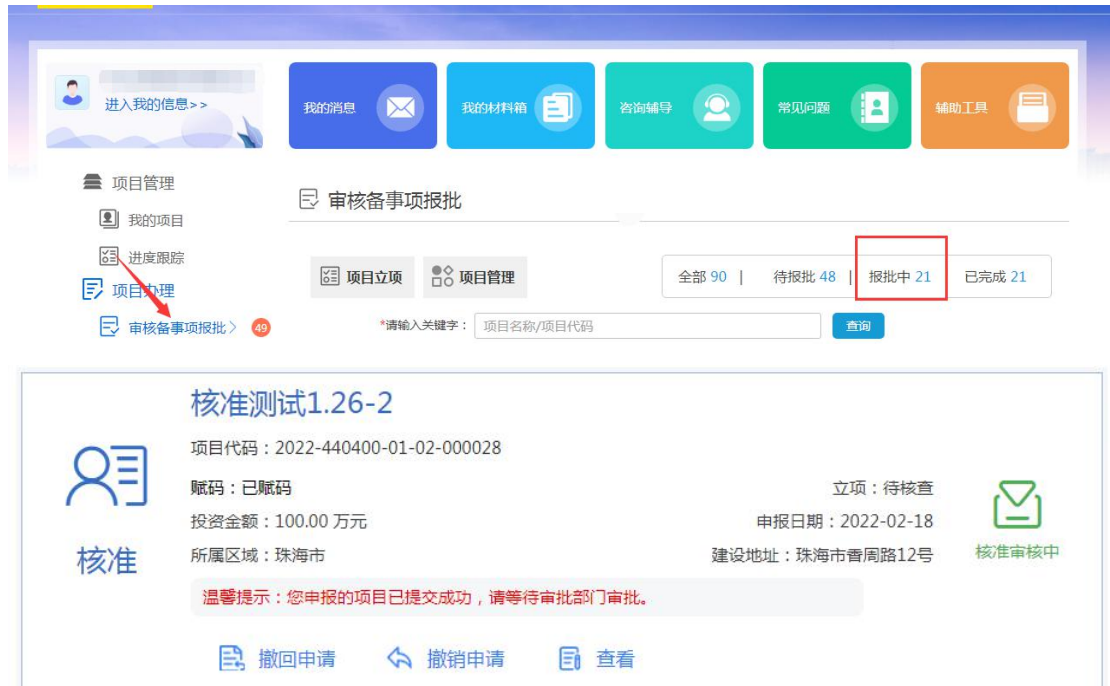 进入我的信息>>
我的消息
我的材料箱
咨询辅导
常见问题
辅助工具
项目管理
我的项目
进度跟踪
项目办理
审核备事项报批〉 49
审核备事项报批
项目立项 项目管理
全部 90 | 待报批 48 | 报批中 21 已完成 21
*请输入关键字： 项目名称/项目代码 查询
核准测试1.26-2
项目代码：2022-440400-01-02-000028
赋码：已赋码 立项：待核查
投资金额：100.00 万元 申报日期：2022-02-18
所属区域：珠海市 建设地址：珠海市香周路12号
核准
核准审核中
温馨提示：您申报的项目已提交成功，请等待审批部门审批。
撤回申请 撤销申请 查看